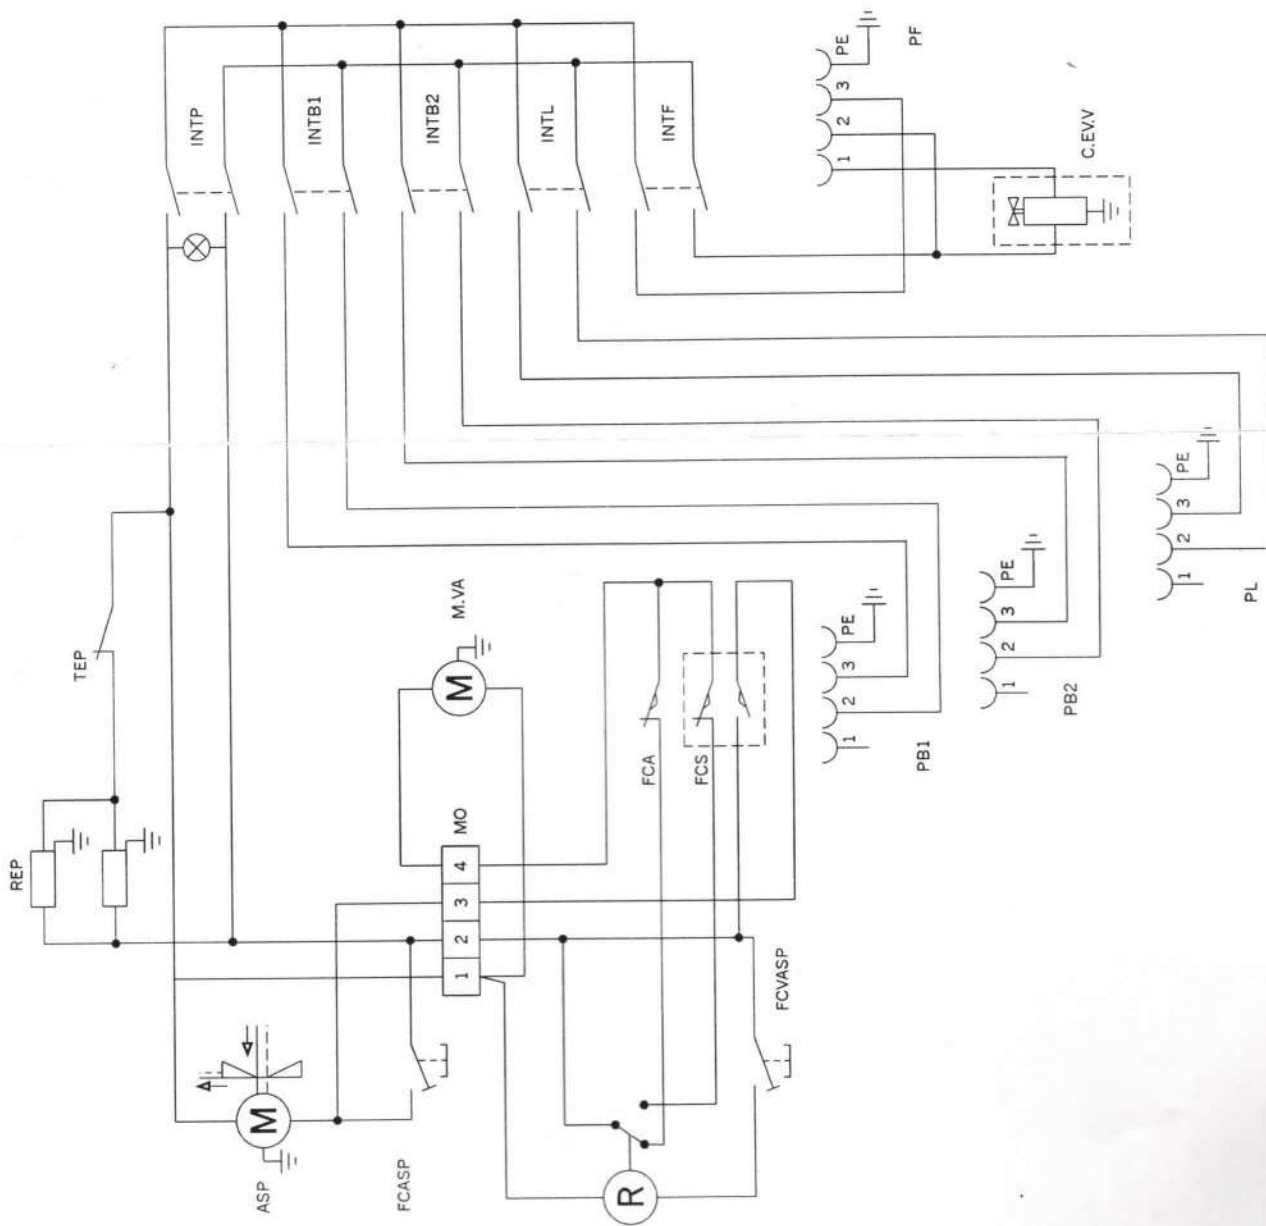 REP
TEP
INTP
INTB1
INTB2
INTL
INTF
ASP
M
FCASP
1 2 3 4 MO
M
M.VA
FCA
FCS
R
FCVASP
1 2 3 PE
PB1
1 2 3 PE
PB2
1 2 3 PE
PL
1 2 3 PE
PF
C.EV.V